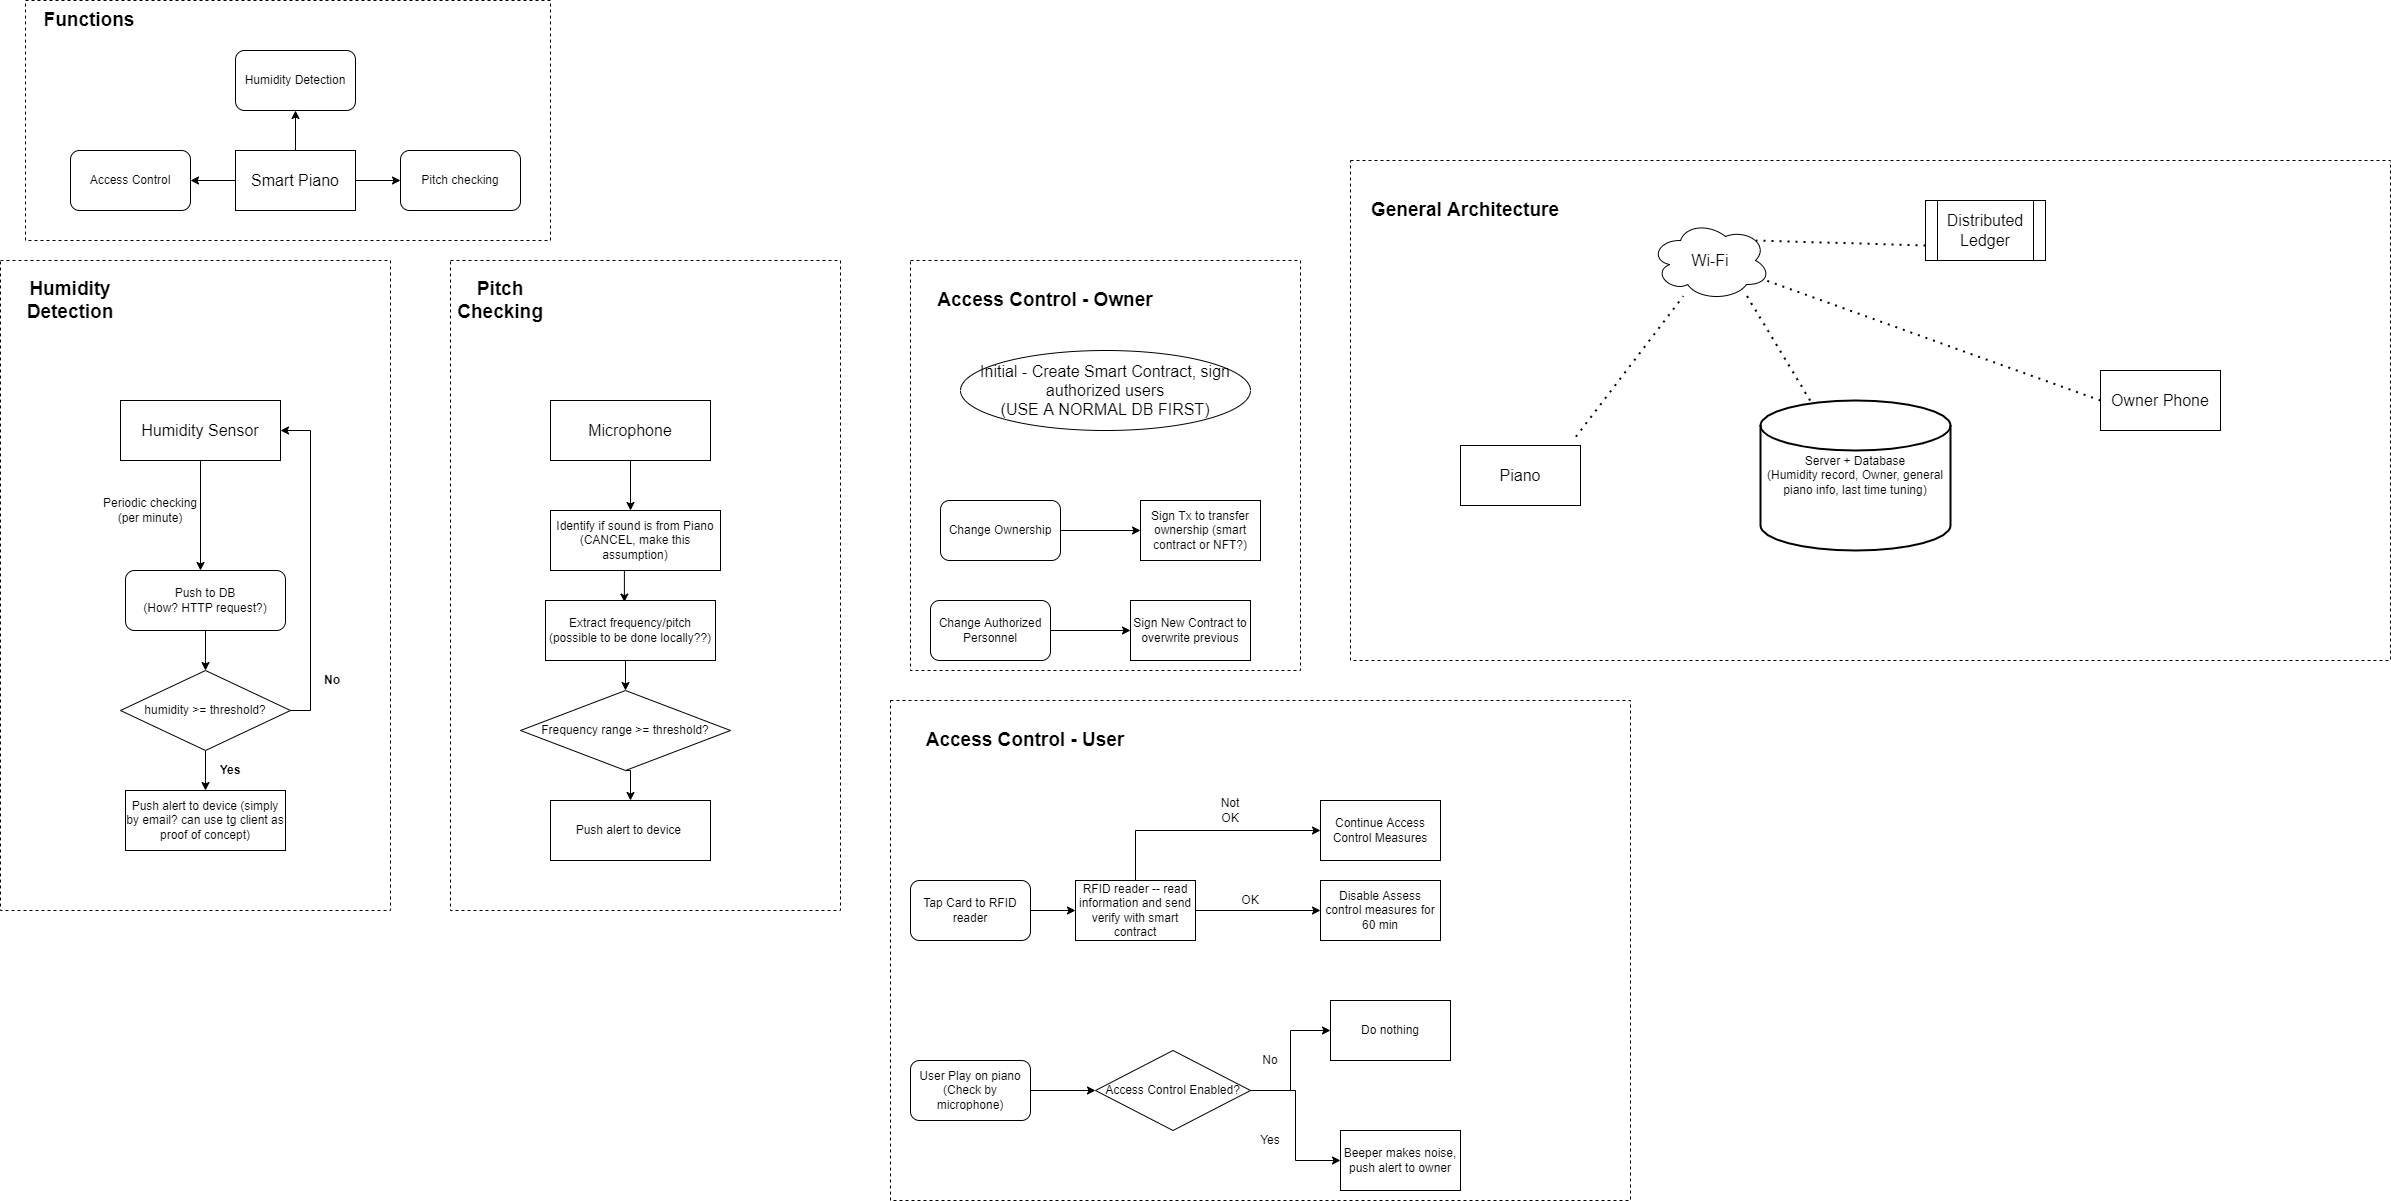 Functions
Humidity Detection
Access Control
Smart Piano
Pitch checking
Humidity
Detection
Humidity Sensor
Periodic checking
(per minute)
Push to DB
(How? HTTP request?)
humidity >= threshold?
No
Yes
Push alert to device (simply
by email? can use tg client as
proof of concept)
Pitch
Checking
Microphone
Identify if sound is from Piano
(CANCEL, make this
assumption)
Extract frequency/pitch
(possible to be done locally??)
Frequency range >= threshold?
Push alert to device
Access Control - Owner
Initial - Create Smart Contract, sign
authorized users
(USE A NORMAL DB FIRST)
Change Ownership
Sign Tx to transfer
ownership (smart
contract or NFT?)
Change Authorized
Personnel
Sign New Contract to
overwrite previous
General Architecture
Wi-Fi
Distributed
Ledger
Piano
Server + Database
(Humidity record, Owner, general
piano info, last time tuning)
Owner Phone
Access Control - User
Not
OK
Continue Access
Control Measures
Tap Card to RFID
reader
RFID reader -- read
information and send
verify with smart
contract
OK
Disable Assess
control measures for
60 min
User Play on piano
(Check by
microphone)
Access Control Enabled?
No
Do nothing
Yes
Beeper makes noise,
push alert to owner